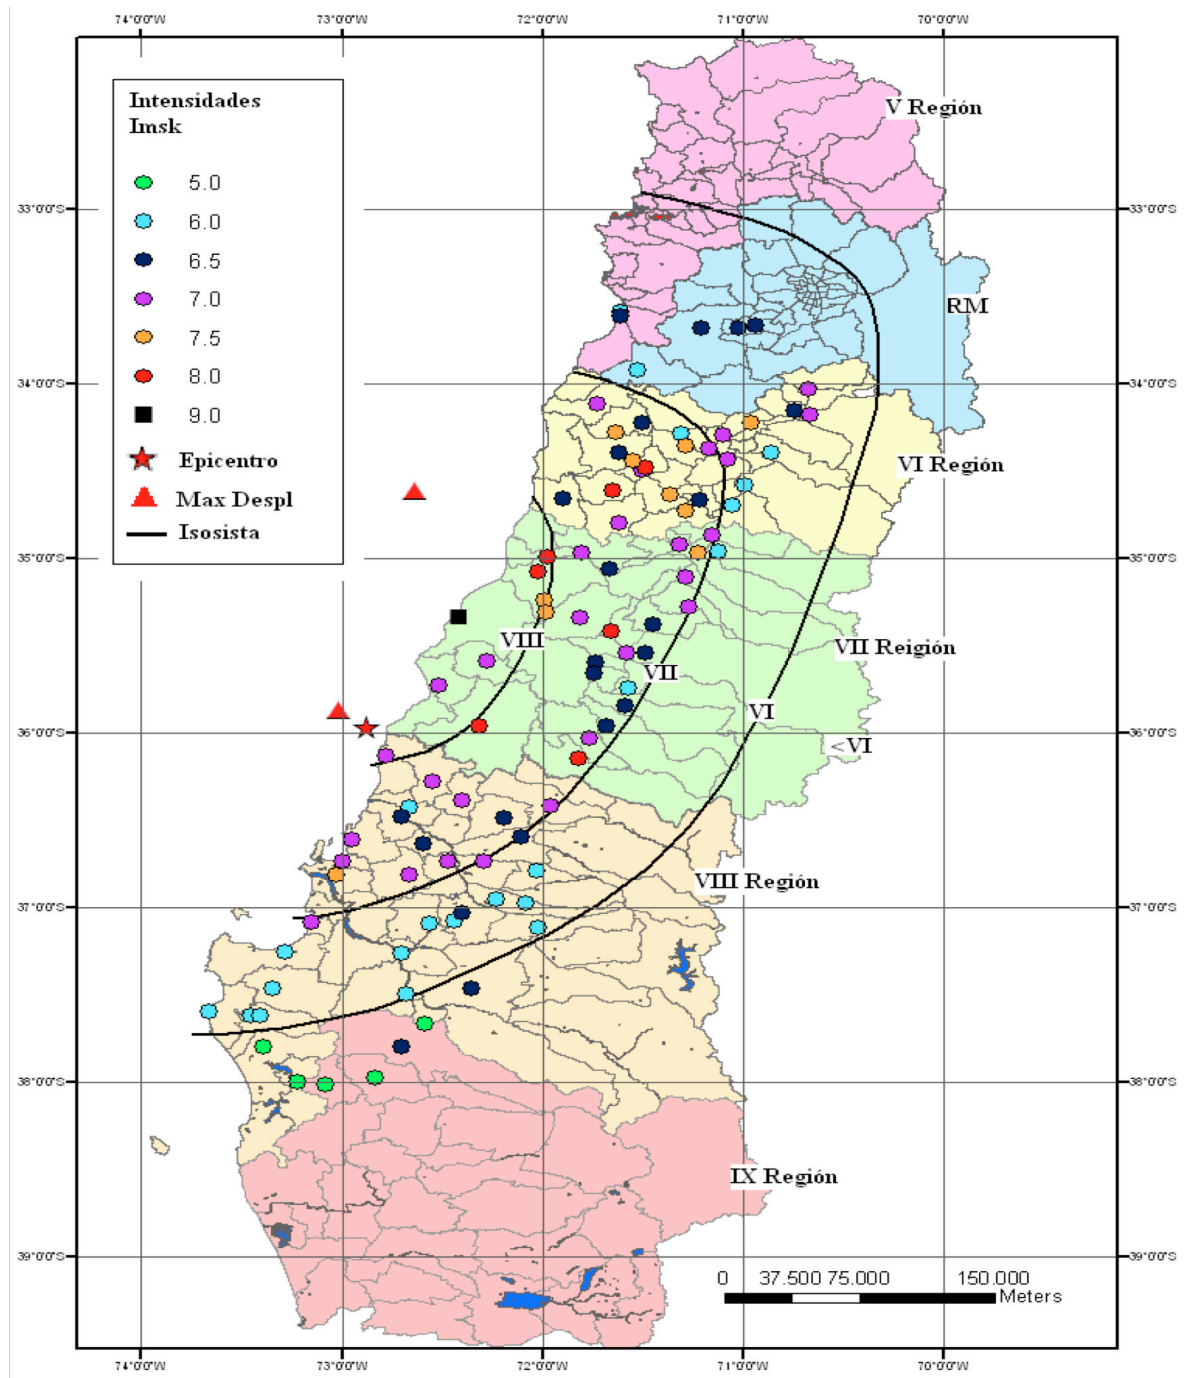 74°0'0"W 73°0'0"W 72°0'0"W 71°0'0"W 70°0'0"W
Intensidades
Imsk
5.0
6.0
6.5
7.0
7.5
8.0
9.0
Epicentro
Max Despl
Isosista
V Región
33°0'0"S 33°0'0"S
RM
34°0'0"S 34°0'0"S
VI Región
35°0'0"S 35°0'0"S
VIII
VII Reigión
VII
VI
36°0'0"S 36°0'0"S
<VI
VIII Región
37°0'0"S 37°0'0"S
38°0'0"S 38°0'0"S
IX Región
39°0'0"S 39°0'0"S
0 37.500 75.000 150.000
Meters
74°0'0"W 73°0'0"W 72°0'0"W 71°0'0"W 70°0'0"W